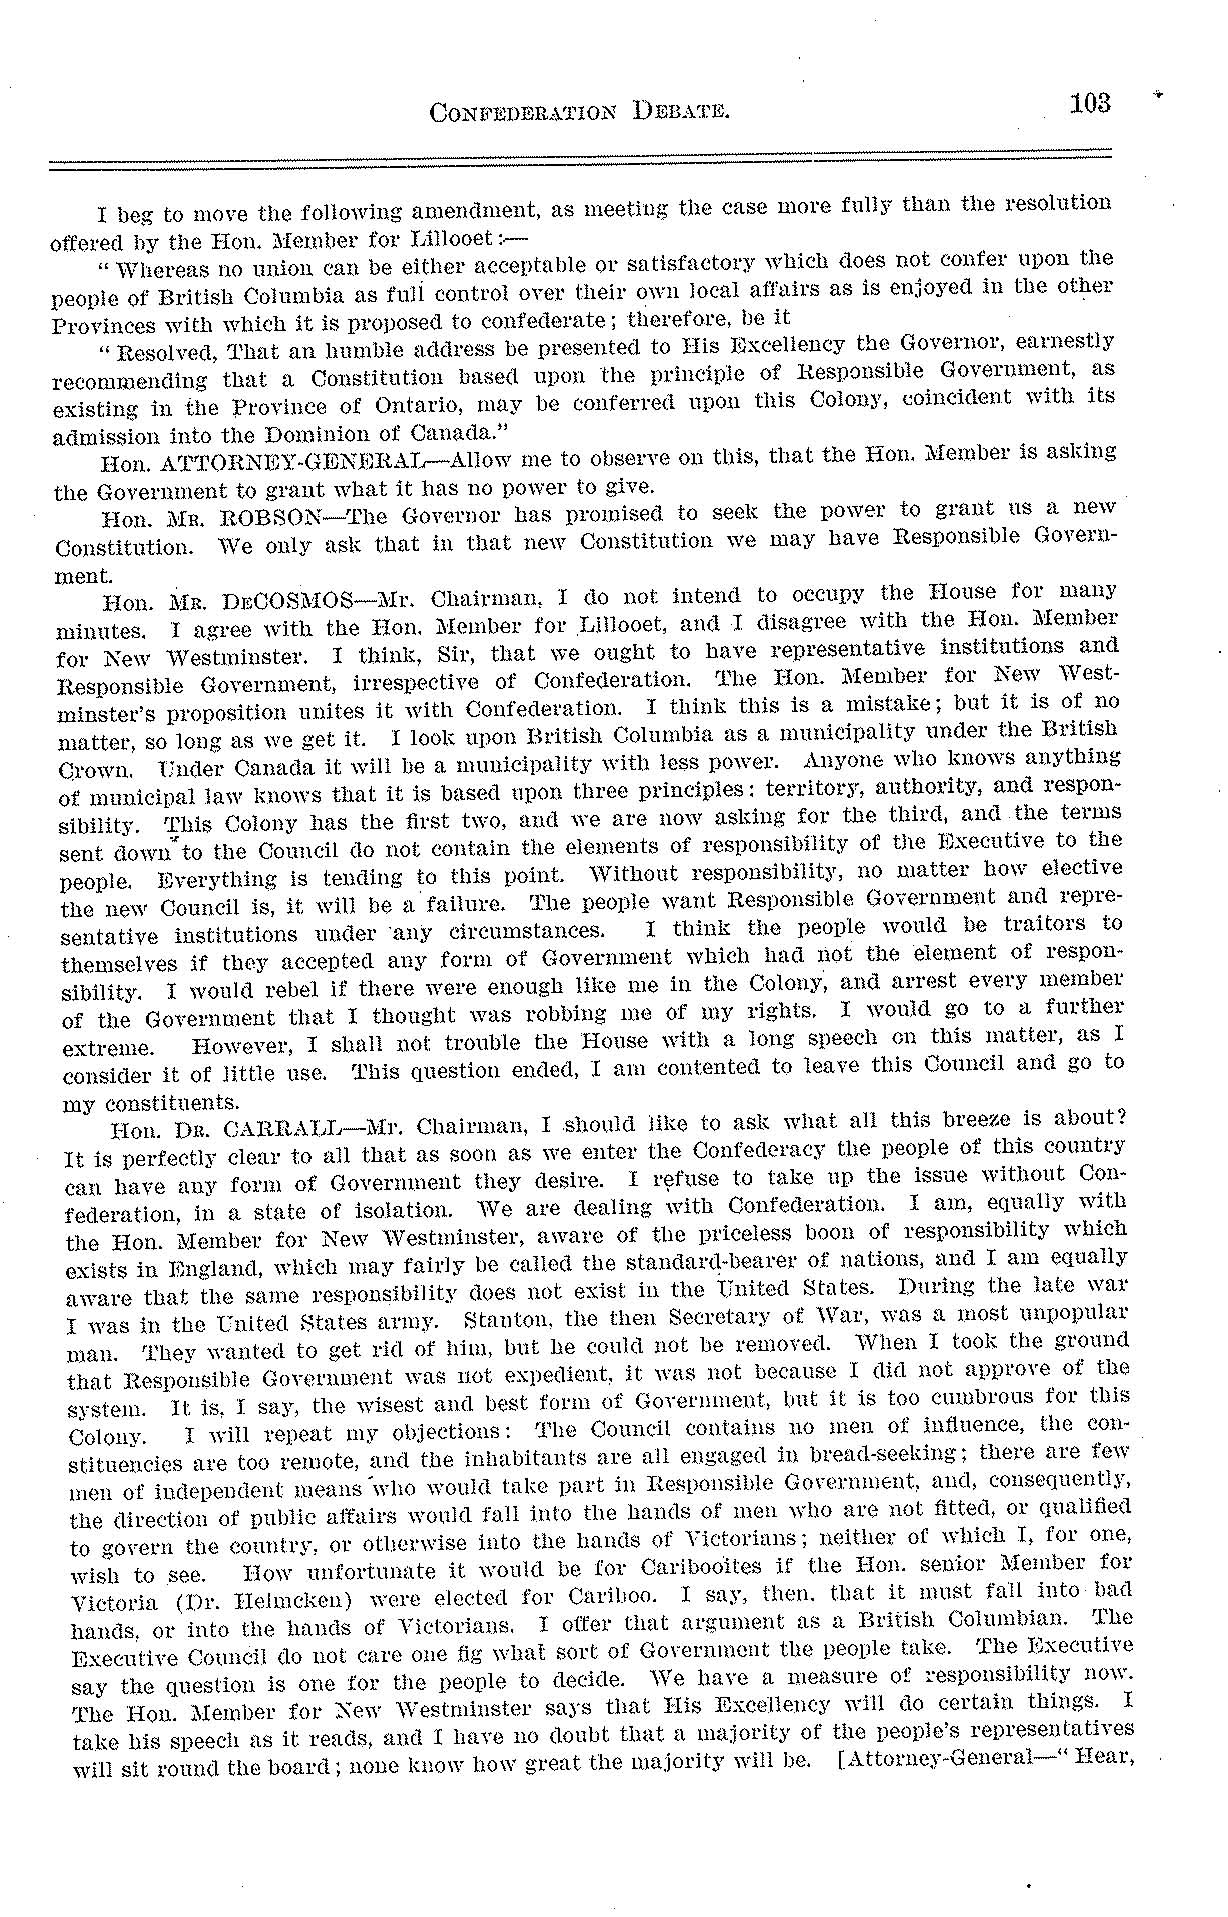 CONFEDERATION DEBATE. 103
I beg to move the following amendment, as meeting the case more fully than the resolution
offered by the Hon. Member for Lillooet:—
“ Whereas no union can be either acceptable or satisfactory which does not confer upon the
people of British Columbia as full control over their own local affairs as is enjoyed in the other
Provinces with which it is proposed to confederate; therefore, be it
“ Resolved, That an humble address be presented to His Excellency the Governor, earnestly
recommending that a Constitution based upon the principle of Responsible Government, as
existing in the Province of Ontario, may be conferred upon this Colony, coincident with its
admission into the Dominion of Canada.”
Hon. ATTORNEY-GENERAL—Allow me to observe on this, that the Hon. Member is asking
the Government to grant what it has no power to give.
Hon. MR. ROBSON—The Governor has promised to seek the power to grant us a new
Constitution. We only ask that in that new Constitution we may have Responsible Govern-
ment.
Hon. MR. DECOSMOS—Mr. Chairman, I do not intend to occupy the House for many
minutes. I agree with the Hon. Member for Lillooet, and I disagree with the Hon. Member
for New Westminster. I think, Sir, that we ought to have representative institutions and
Responsible Government, irrespective of Confederation. The Hon. Member for New West-
minster's proposition unites it with Confederation. I think this is a mistake; but it is of no
matter, so long as we get it. I look upon British Columbia as a municipality under the British
Crown. Under Canada it will be a municipality with less power. Anyone who knows anything
of municipal law knows that it is based upon three principles: territory, authority, and respon-
sibility. This Colony has the first two, and we are now asking for the third, and the terms
sent down to the Council do not contain the elements of responsibility of the Executive to the
people. Everything is tending to this point. Without responsibility, no matter how elective
the new Council is, it will be a failure. The people want Responsible Government and repre-
sentative institutions under any circumstances. I think the people would be traitors to
themselves if they accepted any form of Government which had not the element of respon-
sibility. I would rebel if there were enough like me in the Colony, and arrest every member
of the Government that I thought was robbing me of my rights. I would go to a further
extreme. However, I shall not trouble the House with a long speech on this matter, as I
consider it of little use. This question ended, I am contented to leave this Council and go to
my constituents.
Hon. DR. CARRALL—Mr. Chairman, I should like to ask what all this breeze is about?
It is perfectly clear to all that as soon as we enter the Confederacy the people of this country
can have any form of Government they desire. I refuse to take up the issue without Con-
federation, in a state of isolation. We are dealing with Confederation. I am, equally with
the Hon. Member for New Westminster, aware of the priceless boon of responsibility which
exists in England, which may fairly be called the standard-bearer of nations, and I am equally
aware that the same responsibility does not exist in the United States. During the late war
I was in the United States army. Stanton, the then Secretary of War, was a most unpopular
man. They wanted to get rid of him, but he could not be removed. When I took the ground
that Responsible Government was not expedient, it was not because I did not approve of the
system. It is, I say, the wisest and best form of Government, but it is too cumbrous for this
Colony. I will repeat my objections: The Council contains no men of influence, the con-
stituencies are too remote, and the inhabitants are all engaged in bread-seeking; there are few
men of independent means who would take part in Responsible Government, and, consequently,
the direction of public affairs would fall into the hands of men who are not fitted, or qualified
to govern the country, or otherwise into the hands of Victorians; neither of which I, for one,
wish to see. How unfortunate it would be for Cariboöites if the Hon. senior Member for
Victoria (Dr. Helmcken) were elected for Cariboo. I say, then, that it must fall into bad
hands, or into the hands of Victorians. I offer that argument as a British Columbian. The
Executive Council do not care one fig what sort of Government the people take. The Executive
say the question is one for the people to decide. We have a measure of responsibility now.
The Hon. Member for New Westminster says that His Excellency will do certain things. I
take his speech as it reads, and I have no doubt that a majority of the people's representatives
will sit round the board; none know how great the majority will be. [Attorney-General—“ Hear,